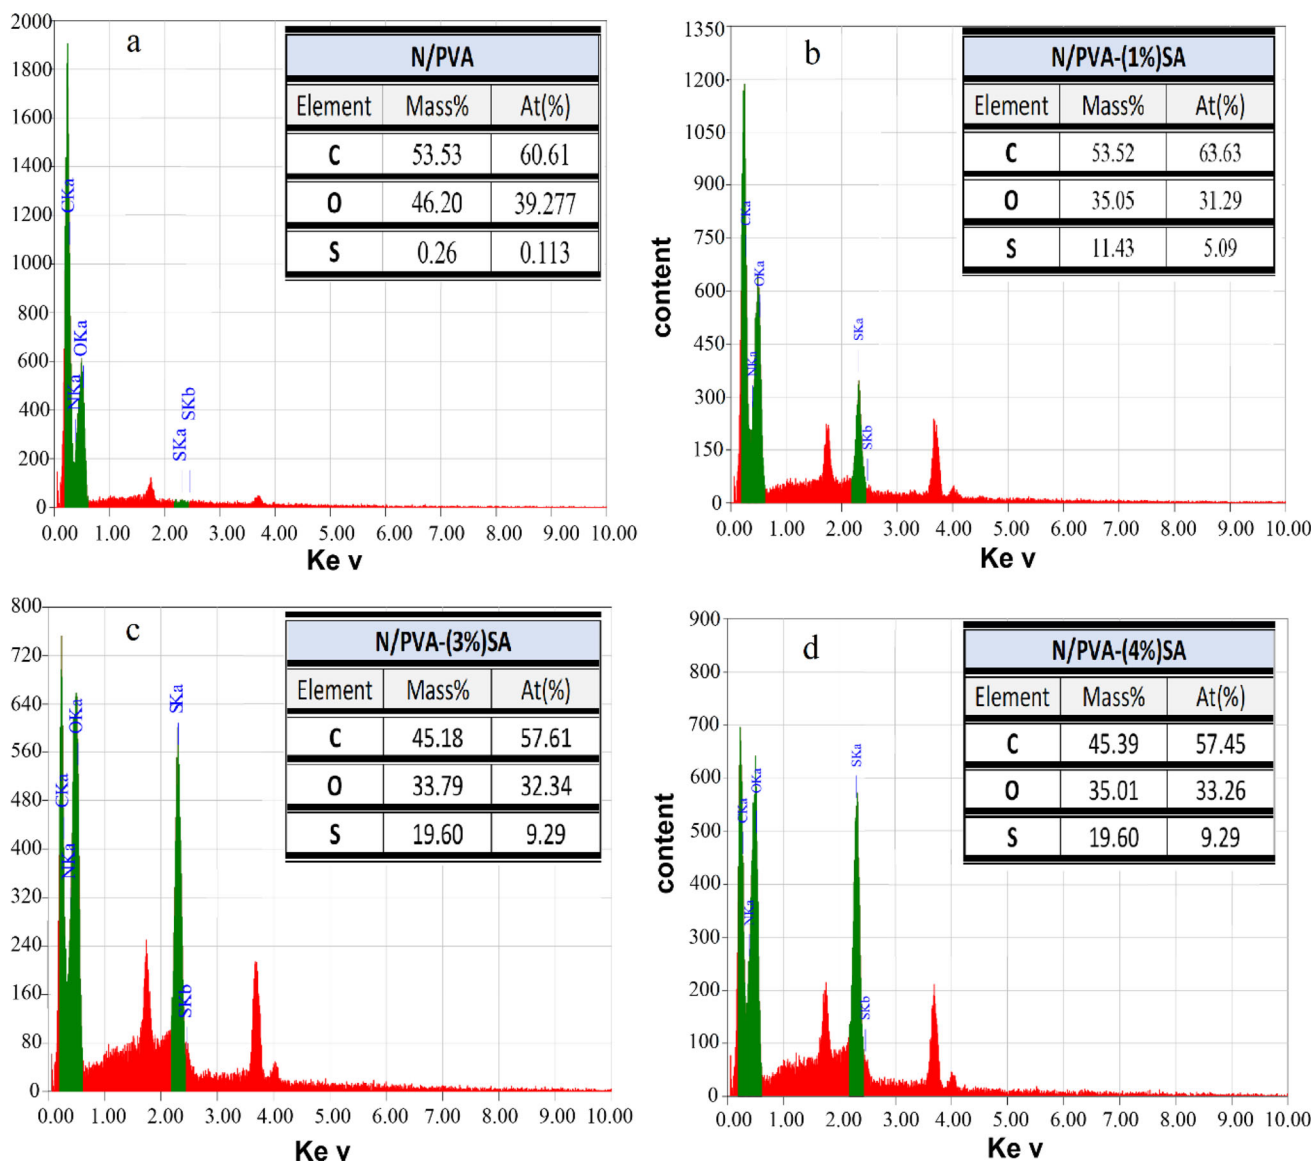 a
2000
1800
1600
1400
1200
1000
800
600
400
200
0
CKa
NKa
OKa
SKa
SKb
N/PVA
Element Mass% At(%)
C 53.53 60.61
O 46.20 39.277
S 0.26 0.113
0.00 1.00 2.00 3.00 4.00 5.00 6.00 7.00 8.00 9.00 10.00
Ke v
b
content
1350
1200
1050
900
750
600
450
300
150
0
CKa
NKa
OKa
SKa
SKb
N/PVA-(1%)SA
Element Mass% At(%)
C 53.52 63.63
O 35.05 31.29
S 11.43 5.09
0.00 1.00 2.00 3.00 4.00 5.00 6.00 7.00 8.00 9.00 10.00
Ke v
c
800
720
640
560
480
400
320
240
160
80
0
CKa
NKa
OKa
SKa
SKb
N/PVA-(3%)SA
Element Mass% At(%)
C 45.18 57.61
O 33.79 32.34
S 19.60 9.29
0.00 1.00 2.00 3.00 4.00 5.00 6.00 7.00 8.00 9.00 10.00
Ke v
d
content
900
800
700
600
500
400
300
200
100
0
CKa
NKa
OKa
SKa
SKb
N/PVA-(4%)SA
Element Mass% At(%)
C 45.39 57.45
O 35.01 33.26
S 19.60 9.29
0.00 1.00 2.00 3.00 4.00 5.00 6.00 7.00 8.00 9.00 10.00
Ke v